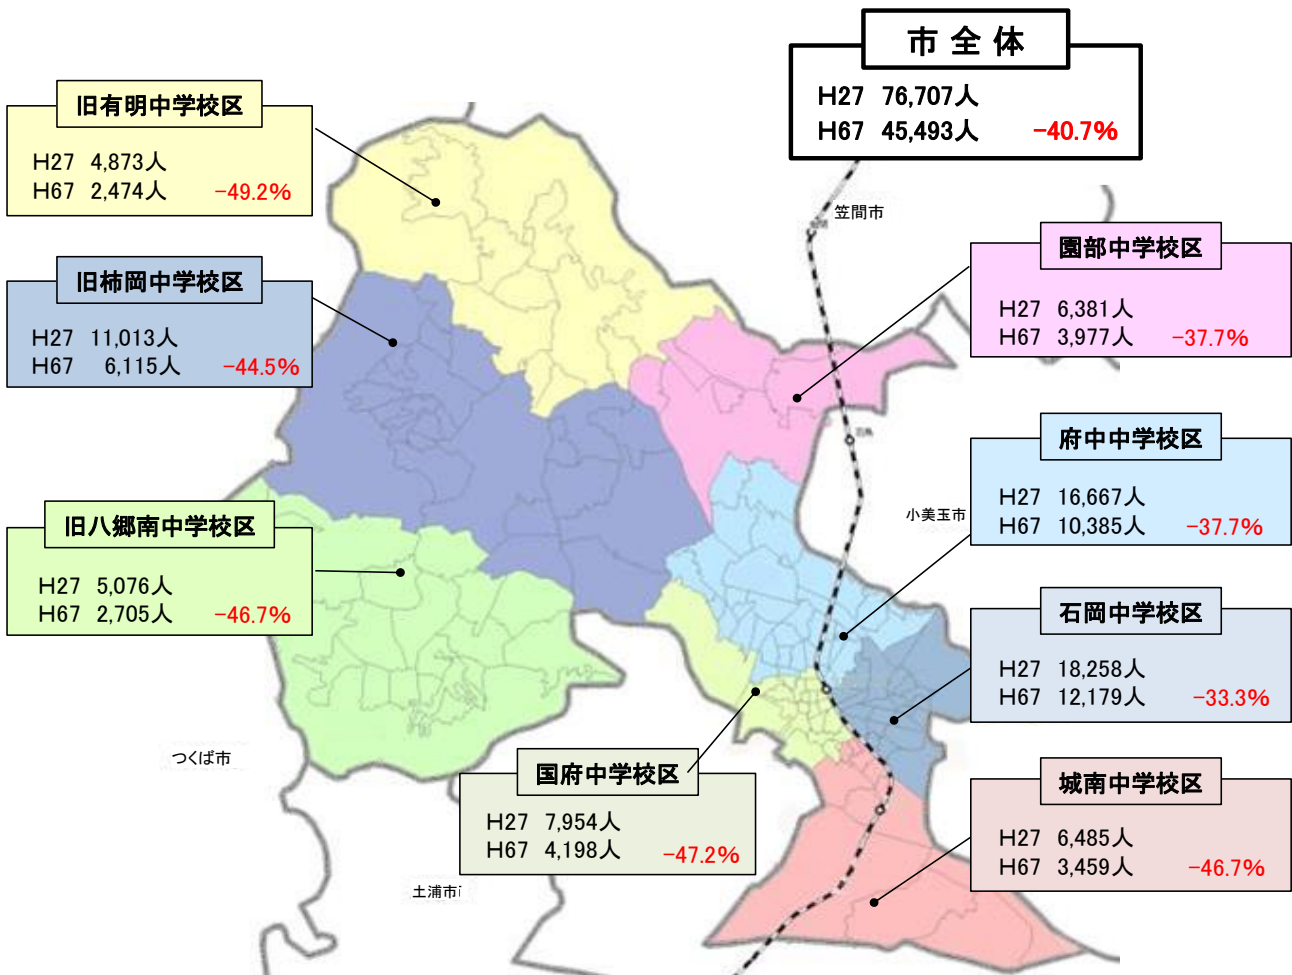 市全体
H27 76,707人
H67 45,493人 -40.7%
旧有明中学校区
H27 4,873人
H67 2,474人 -49.2%
笠間市
園部中学校区
H27 6,381人
H67 3,977人 -37.7%
旧柿岡中学校区
H27 11,013人
H67 6,115人 -44.5%
府中中学校区
H27 16,667人
H67 10,385人 -37.7%
小美玉市
旧八郷南中学校区
H27 5,076人
H67 2,705人 -46.7%
石岡中学校区
H27 18,258人
H67 12,179人 -33.3%
つくば市
国府中学校区
H27 7,954人
H67 4,198人 -47.2%
城南中学校区
H27 6,485人
H67 3,459人 -46.7%
土浦市